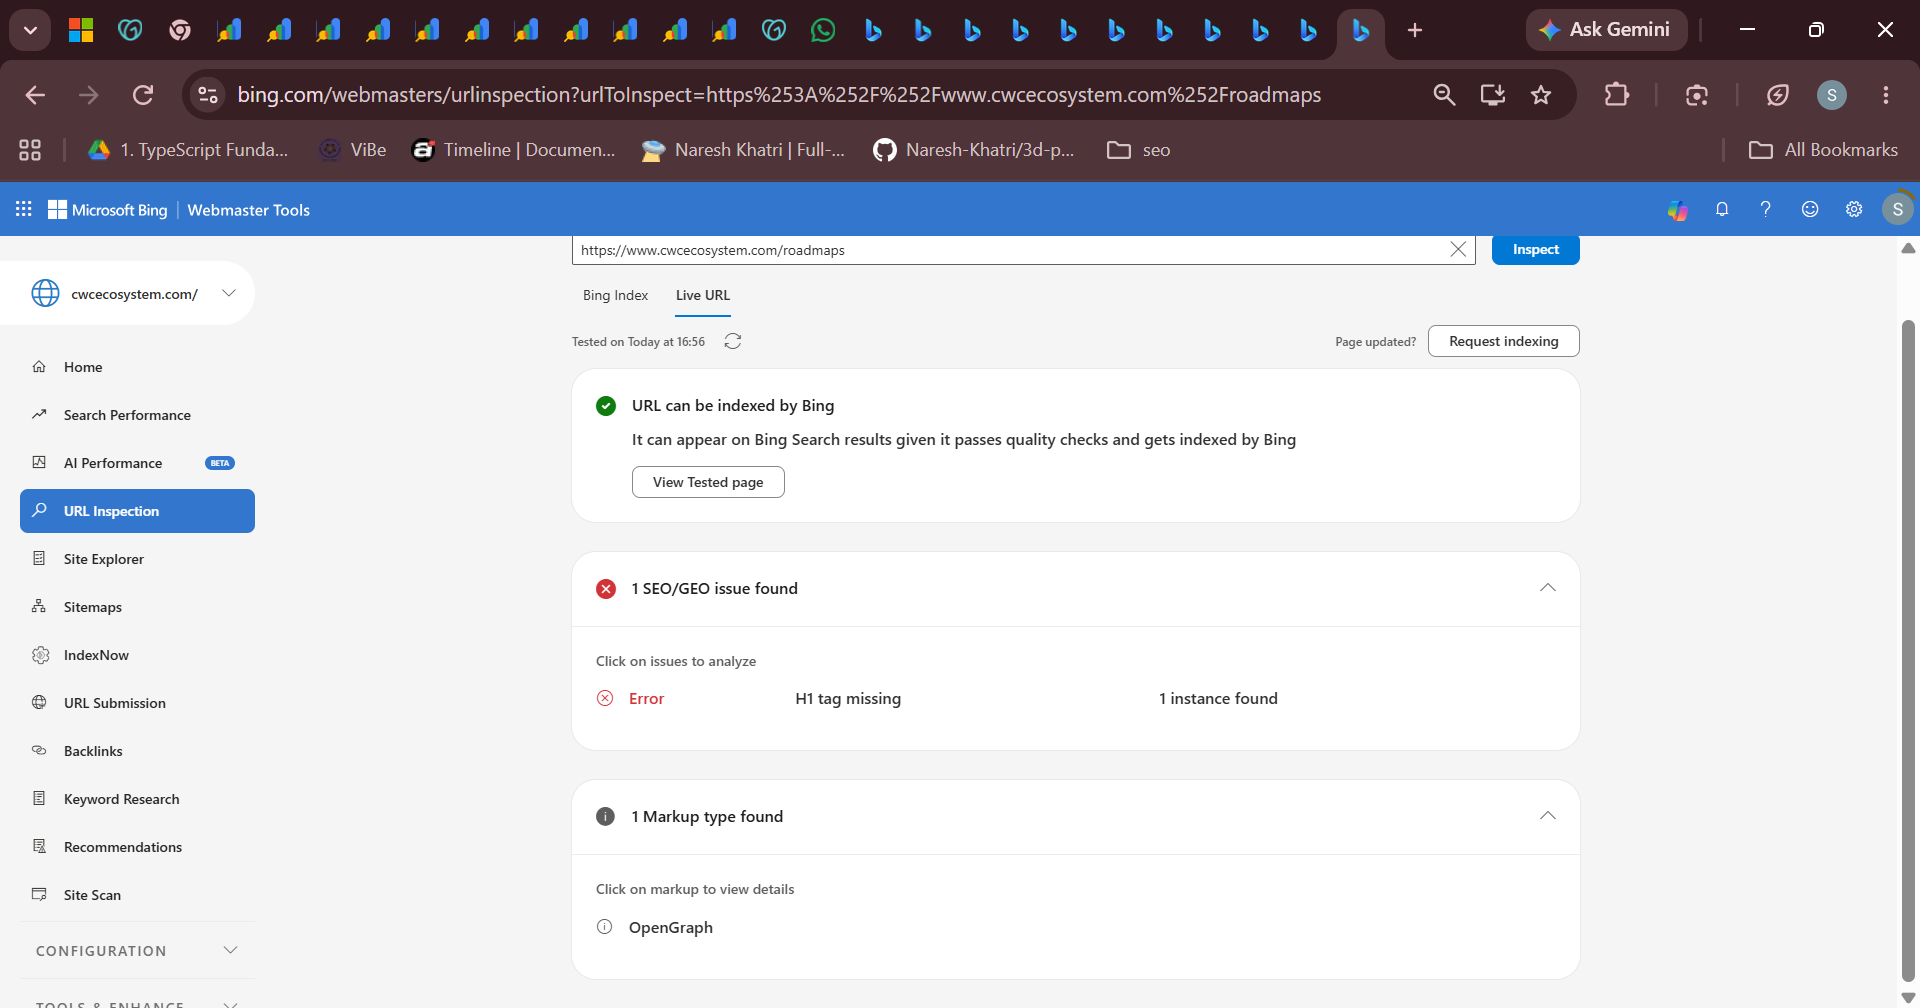 Ask Gemini
bing.com/webmasters/urlinspection?urlToInspect=https%253A%252F%252Fwww.cwcecosystem.com%252Froadmaps
S
1. TypeScript Funda...
ViBe
Timeline | Documen...
Naresh Khatri | Full-...
Naresh-Khatri/3d-p...
seo
All Bookmarks
Microsoft Bing | Webmaster Tools
S
https://www.cwcecosystem.com/roadmaps
Inspect
cwcecosystem.com/
Bing Index
Live URL
Tested on Today at 16:56
Page updated?
Request indexing
Home
Search Performance
AI Performance
BETA
URL Inspection
Site Explorer
Sitemaps
IndexNow
URL Submission
Backlinks
Keyword Research
Recommendations
Site Scan
CONFIGURATION
TOOLS & ENHANCE
URL can be indexed by Bing
It can appear on Bing Search results given it passes quality checks and gets indexed by Bing
View Tested page
1 SEO/GEO issue found
Click on issues to analyze
Error
H1 tag missing
1 instance found
1 Markup type found
Click on markup to view details
OpenGraph